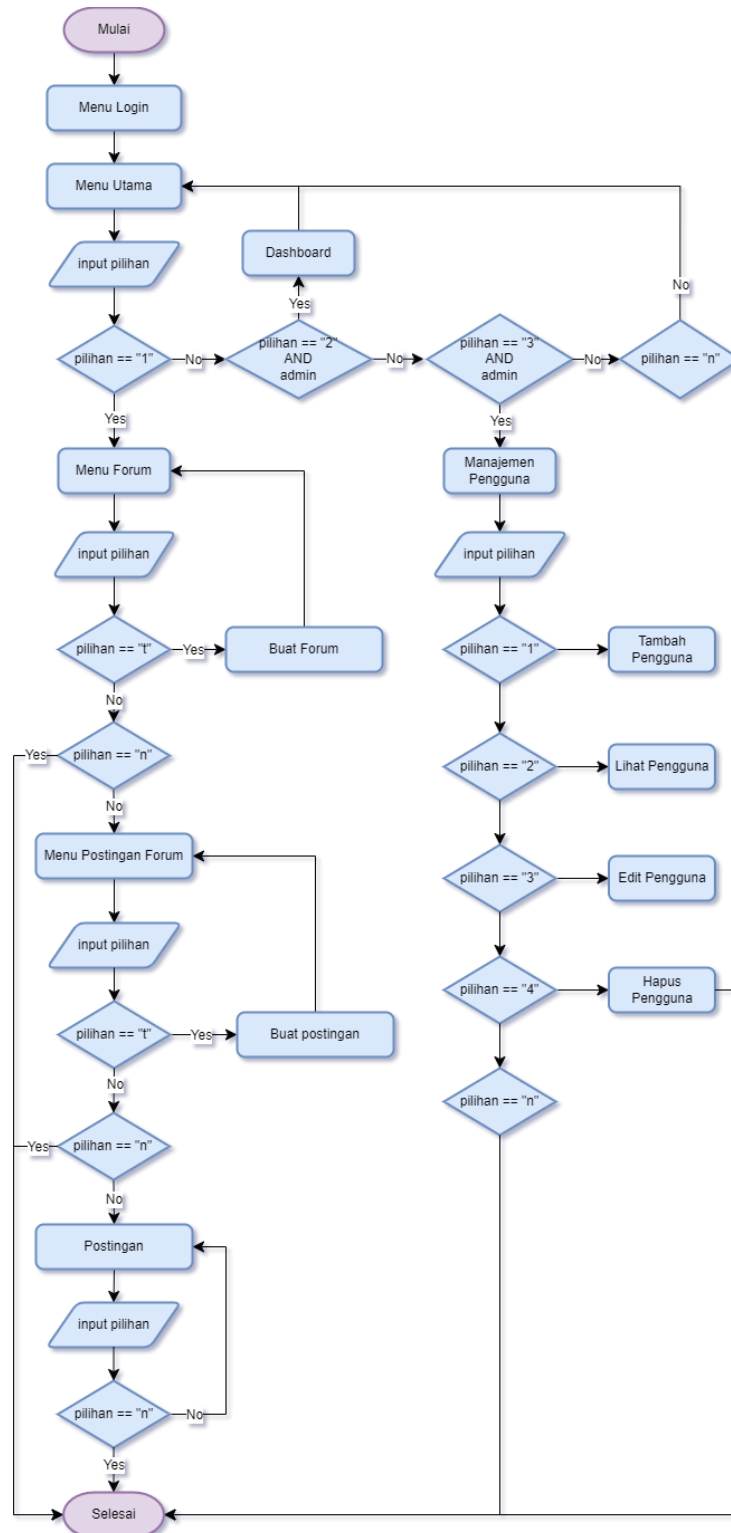 Mulai
Menu Login
Menu Utama
input pilihan
Dashboard
Yes
No
pilihan == "1"
No
pilihan == "2"
AND
admin
No
pilihan == "3"
AND
admin
No
pilihan == "n"
Yes
Yes
Menu Forum
Manajemen
Pengguna
input pilihan
input pilihan
pilihan == "t"
Yes
Buat Forum
pilihan == "1"
Tambah
Pengguna
No
Yes
pilihan == "n"
pilihan == "2"
Lihat Pengguna
No
Menu Postingan Forum
pilihan == "3"
Edit Pengguna
input pilihan
pilihan == "4"
Hapus
Pengguna
pilihan == "t"
Yes
Buat postingan
No
pilihan == "n"
Yes
pilihan == "n"
No
Postingan
input pilihan
pilihan == "n"
No
Yes
Selesai